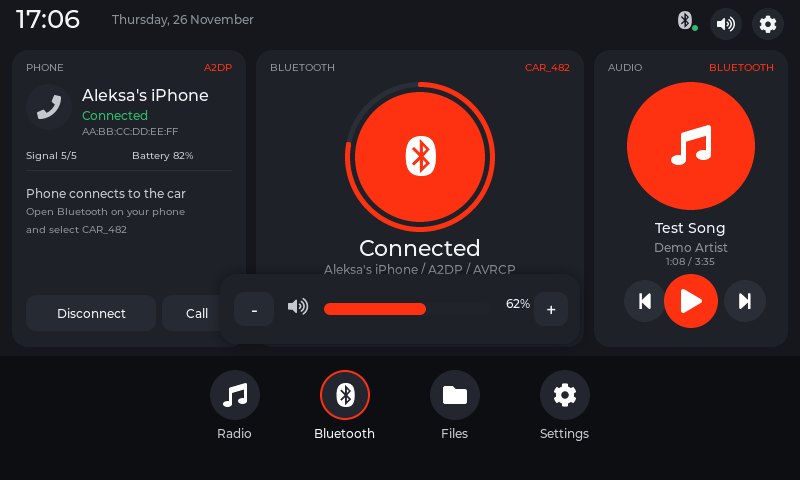 17:06
Thursday, 26 November
PHONE
A2DP
Aleksa's iPhone
Connected
AA:BB:CC:DD:EE:FF
Signal 5/5
Battery 82%
Phone connects to the car
Open Bluetooth on your phone
and select CAR_482
Disconnect
Call
BLUETOOTH
CAR_482
Connected
Aleksa's iPhone / A2DP / AVRCP
-
62%
+
AUDIO
BLUETOOTH
Test Song
Demo Artist
1:08 / 3:35
Radio
Bluetooth
Files
Settings